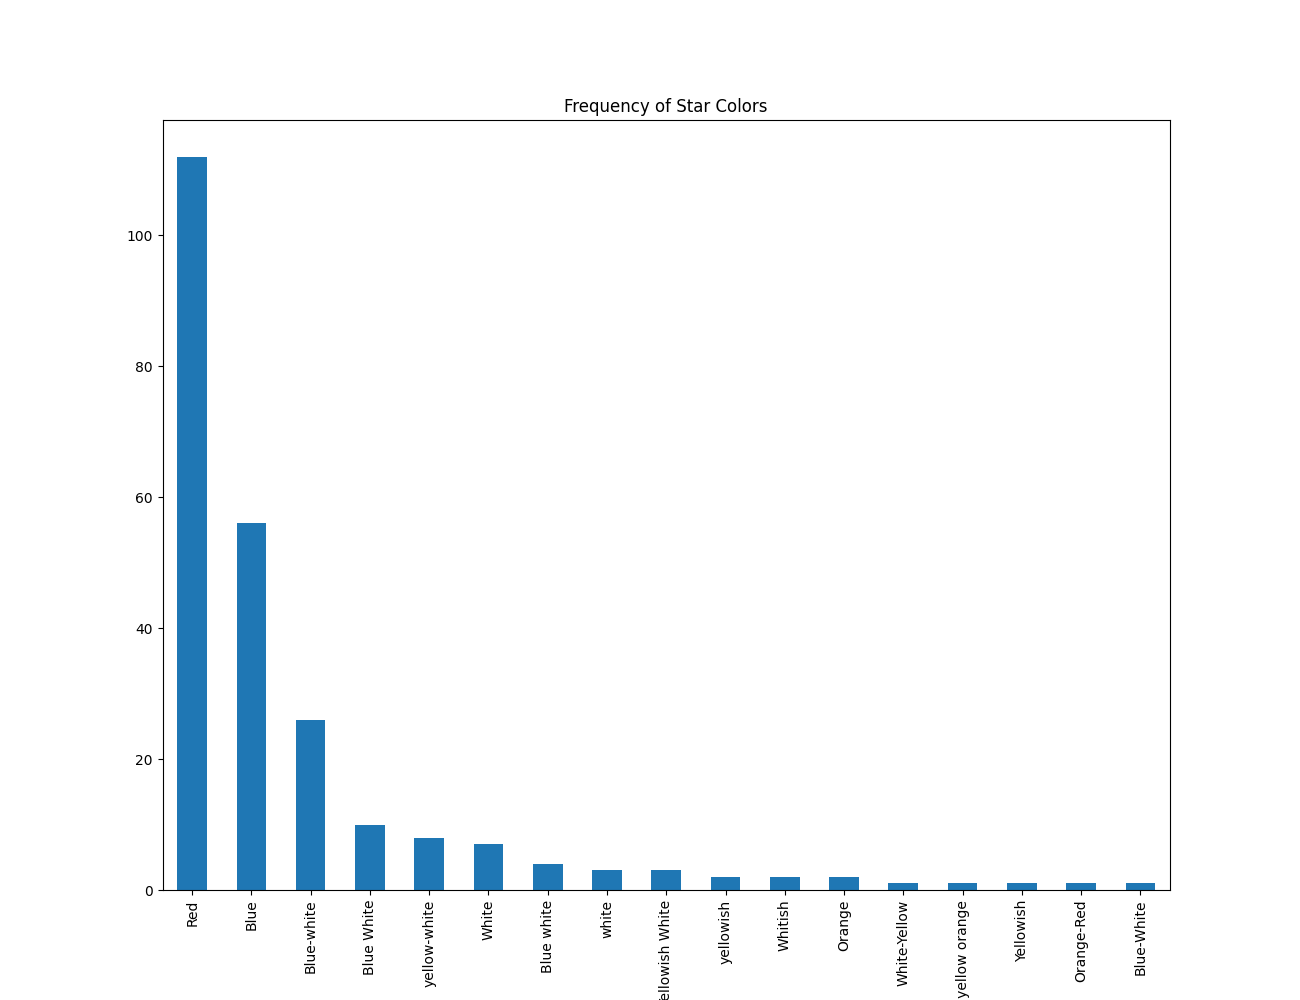 Frequency of Star Colors
100
80
60
40
20
0
Red
Blue
Blue-white
Blue White
yellow-white
White
Blue white
white
ellowish White
yellowish
Whitish
Orange
White-Yellow
yellow orange
Yellowish
Orange-Red
Blue-White